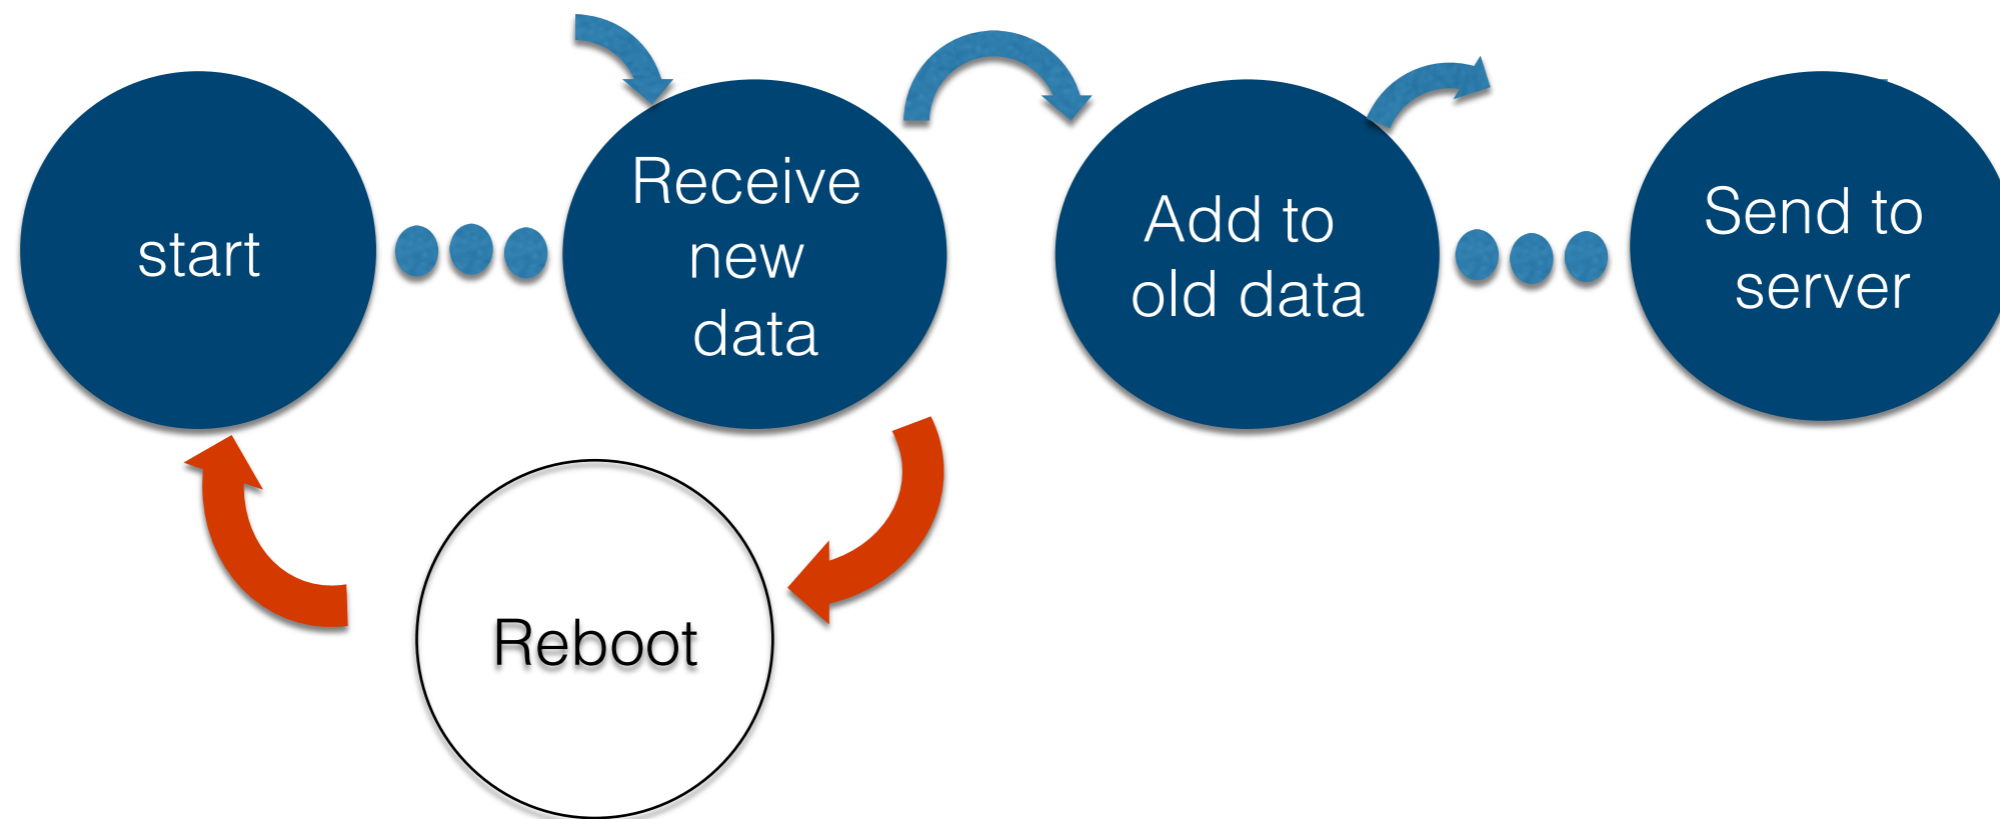 start
Receive
new
data
Add to
old data
Send to
server
Reboot